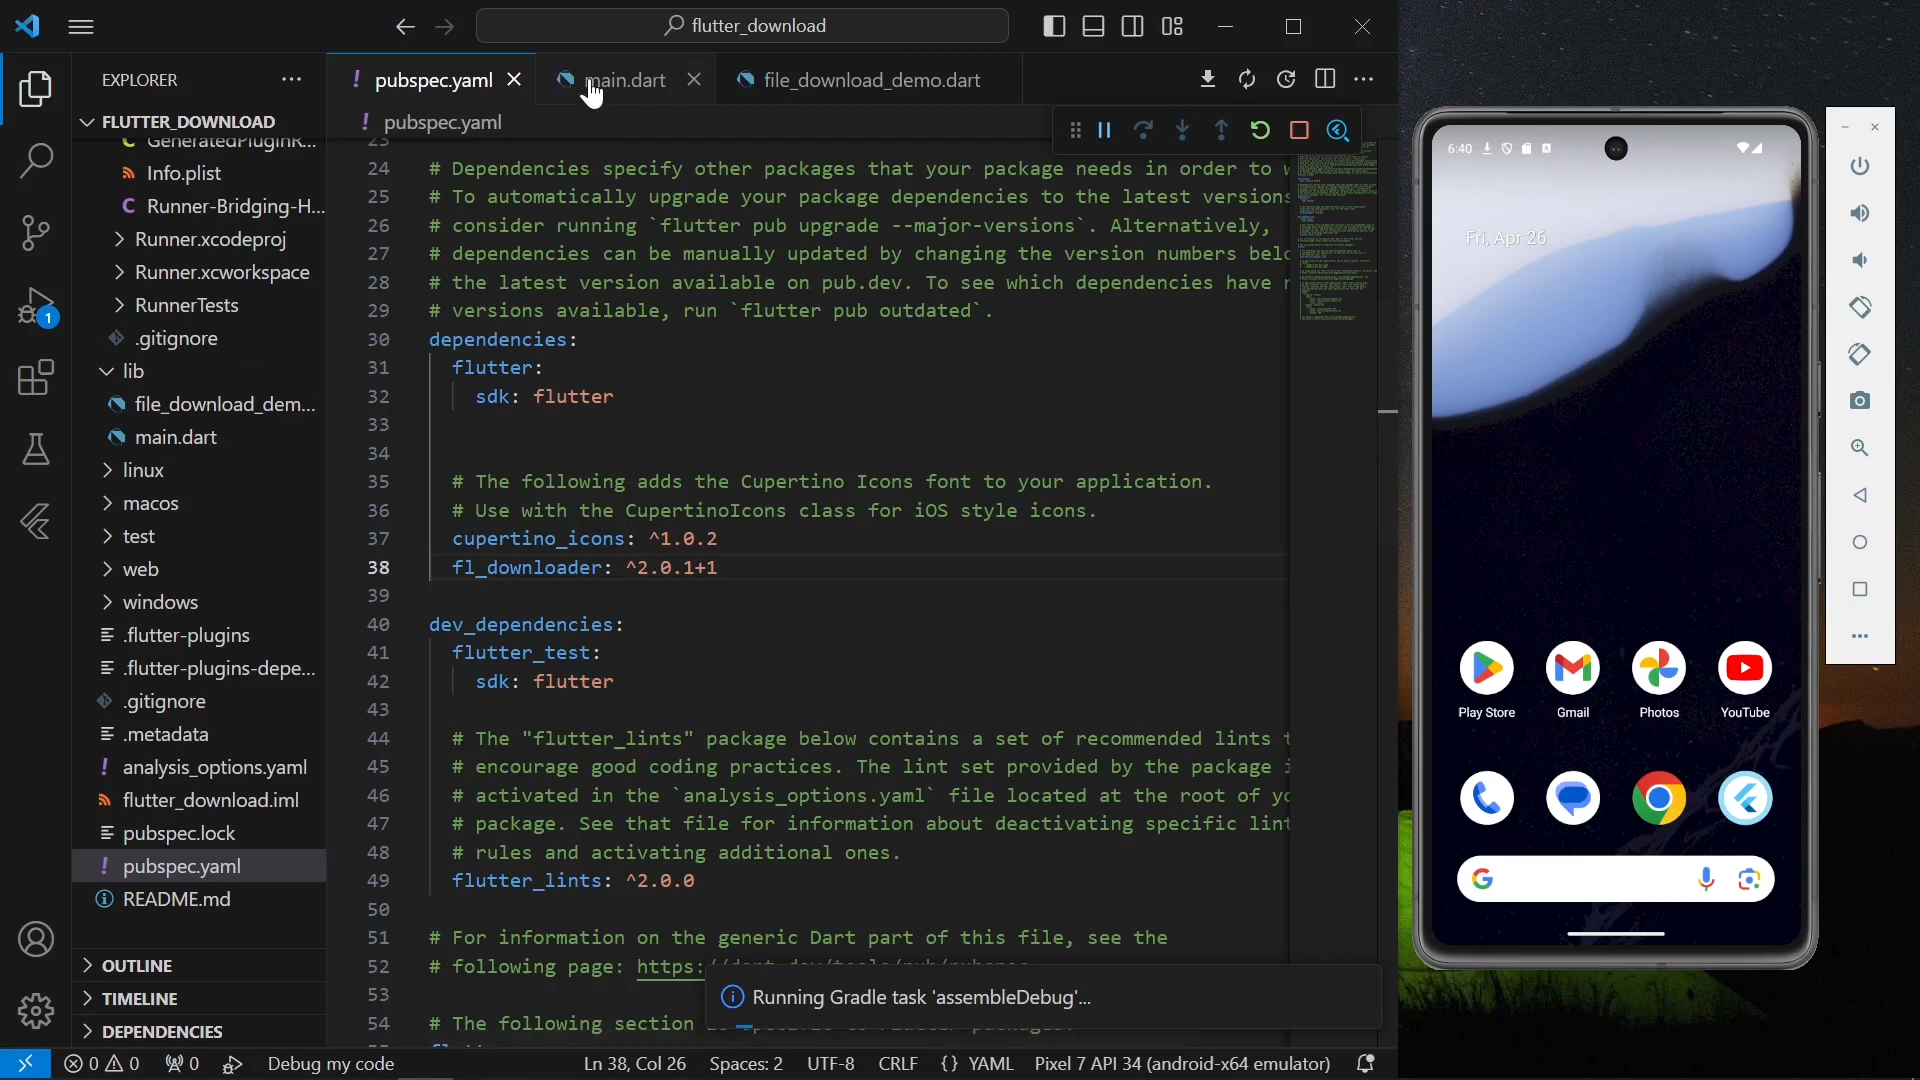 flutter_download
EXPLORER
FLUTTER_DOWNLOAD
GeneratedPluginR...
Info.plist
Runner-Bridging-H...
Runner.xcodeproj
Runner.xcworkspace
RunnerTests
.gitignore
lib
file_download_dem...
main.dart
linux
macos
test
web
windows
.flutter-plugins
.flutter-plugins-depe...
.gitignore
.metadata
analysis_options.yaml
flutter_download.iml
pubspec.lock
pubspec.yaml
README.md
OUTLINE
TIMELINE
DEPENDENCIES
1
pubspec.yaml
main.dart
file_download_demo.dart
pubspec.yaml
23
24 # Dependencies specify other packages that your package needs in order to w
25 # To automatically upgrade your package dependencies to the latest versions
26 # consider running `flutter pub upgrade --major-versions`. Alternatively,
27 # dependencies can be manually updated by changing the version numbers belo
28 # the latest version available on pub.dev. To see which dependencies have n
29 # versions available, run `flutter pub outdated`.
30 dependencies:
31 flutter:
32 sdk: flutter
33
34
35 # The following adds the Cupertino Icons font to your application.
36 # Use with the CupertinoIcons class for iOS style icons.
37 cupertino_icons: ^1.0.2
38 fl_downloader: ^2.0.1+1
39
40 dev_dependencies:
41 flutter_test:
42 sdk: flutter
43
44 # The "flutter_lints" package below contains a set of recommended lints t
45 # encourage good coding practices. The lint set provided by the package i
46 # activated in the `analysis_options.yaml` file located at the root of yo
47 # package. See that file for information about deactivating specific lint
48 # rules and activating additional ones.
49 flutter_lints: ^2.0.0
50
51 # For information on the generic Dart part of this file, see the
52 # following page: https:
53
54 # The following section
Running Gradle task 'assembleDebug'...
0 0 0 Debug my code Ln 38, Col 26 Spaces: 2 UTF-8 CRLF {} YAML Pixel 7 API 34 (android-x64 emulator)
6:40
Fri, Apr 26
Play Store Gmail Photos YouTube